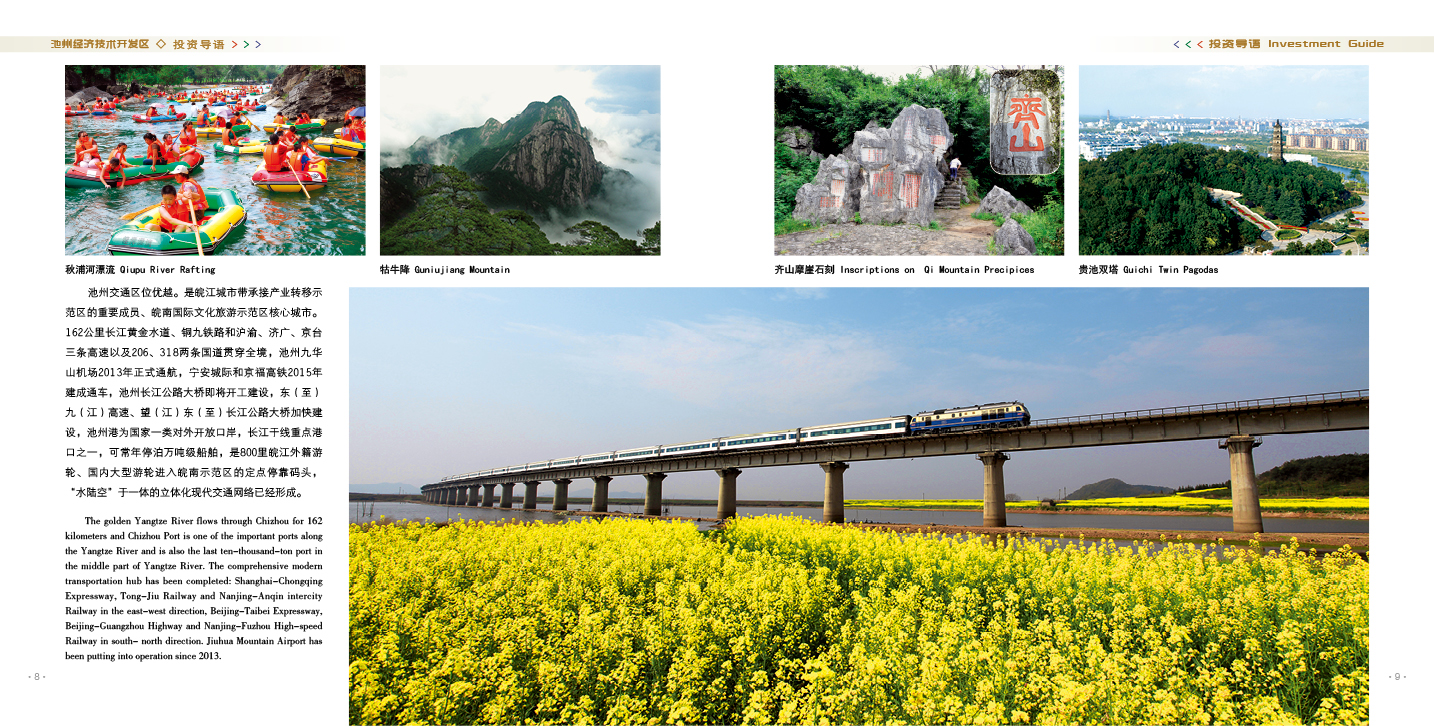 池州经济技术开发区 ◇ 投资导语 > > >
< < < 投资导语 Investment Guide
齐山
秋浦河漂流 Qiupu River Rafting
牯牛降 Guniujiang Mountain
齐山摩崖石刻 Inscriptions on Qi Mountain Precipices
贵池双塔 Guichi Twin Pagodas
池州交通区位优越。是皖江城市带承接产业转移示
范区的重要成员、皖南国际文化旅游示范区核心城市。
162公里长江黄金水道、铜九铁路和沪渝、济广、京台
三条高速以及206、318两条国道贯穿全境，池州九华
山机场2013年正式通航，宁安城际和京福高铁2015年
建成通车，池州长江公路大桥即将开工建设，东（至）
九（江）高速、望（江）东（至）长江公路大桥加快建
设，池州港为国家一类对外开放口岸，长江干线重点港
口之一，可常年停泊万吨级船舶，是800里皖江外籍游
轮、国内大型游轮进入皖南示范区的定点停靠码头，
“水陆空”于一体的立体化现代交通网络已经形成。
The golden Yangtze River flows through Chizhou for 162
kilometers and Chizhou Port is one of the important ports along
the Yangtze River and is also the last ten-thousand-ton port in
the middle part of Yangtze River. The comprehensive modern
transportation hub has been completed: Shanghai-Chongqing
Expressway, Tong-Jiu Railway and Nanjing-Anqin intercity
Railway in the east-west direction, Beijing-Taibei Expressway,
Beijing-Guangzhou Highway and Nanjing-Fuzhou High-speed
Railway in south- north direction. Jiuhua Mountain Airport has
been putting into operation since 2013.
· 8 ·
· 9 ·